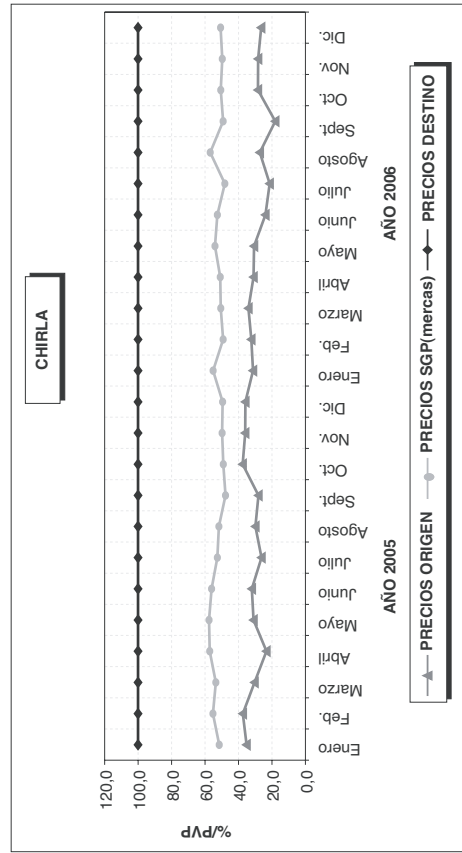 CHIRLA
%/PVP
120,0
100,0
80,0
60,0
40,0
20,0
0,0
Enero
Feb.
Marzo
Abril
Mayo
Junio
Julio
Agosto
Sept.
Oct.
Nov.
Dic.
Enero
Feb.
Marzo
Abril
Mayo
Junio
Julio
Agosto
Sept.
Oct.
Nov.
Dic.
AÑO 2005
AÑO 2006
PRECIOS ORIGEN
PRECIOS SGP(mercas)
PRECIOS DESTINO